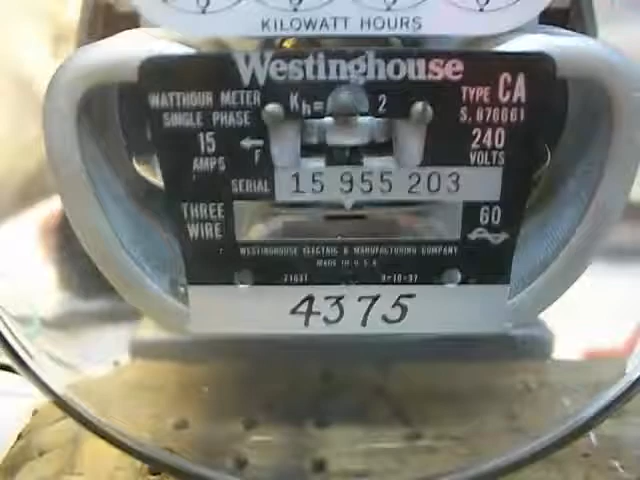 KILOWATT HOURS
Westinghouse
WATTHOUR METER
SINGLE PHASE
Kh= 2
TYPE CA
S. 870661
15
AMPS
F
240
VOLTS
SERIAL 15 955 203
THREE
WIRE
60
WESTINGHOUSE ELECTRIC & MANUFACTURING COMPANY
MADE IN U.S.A.
4375